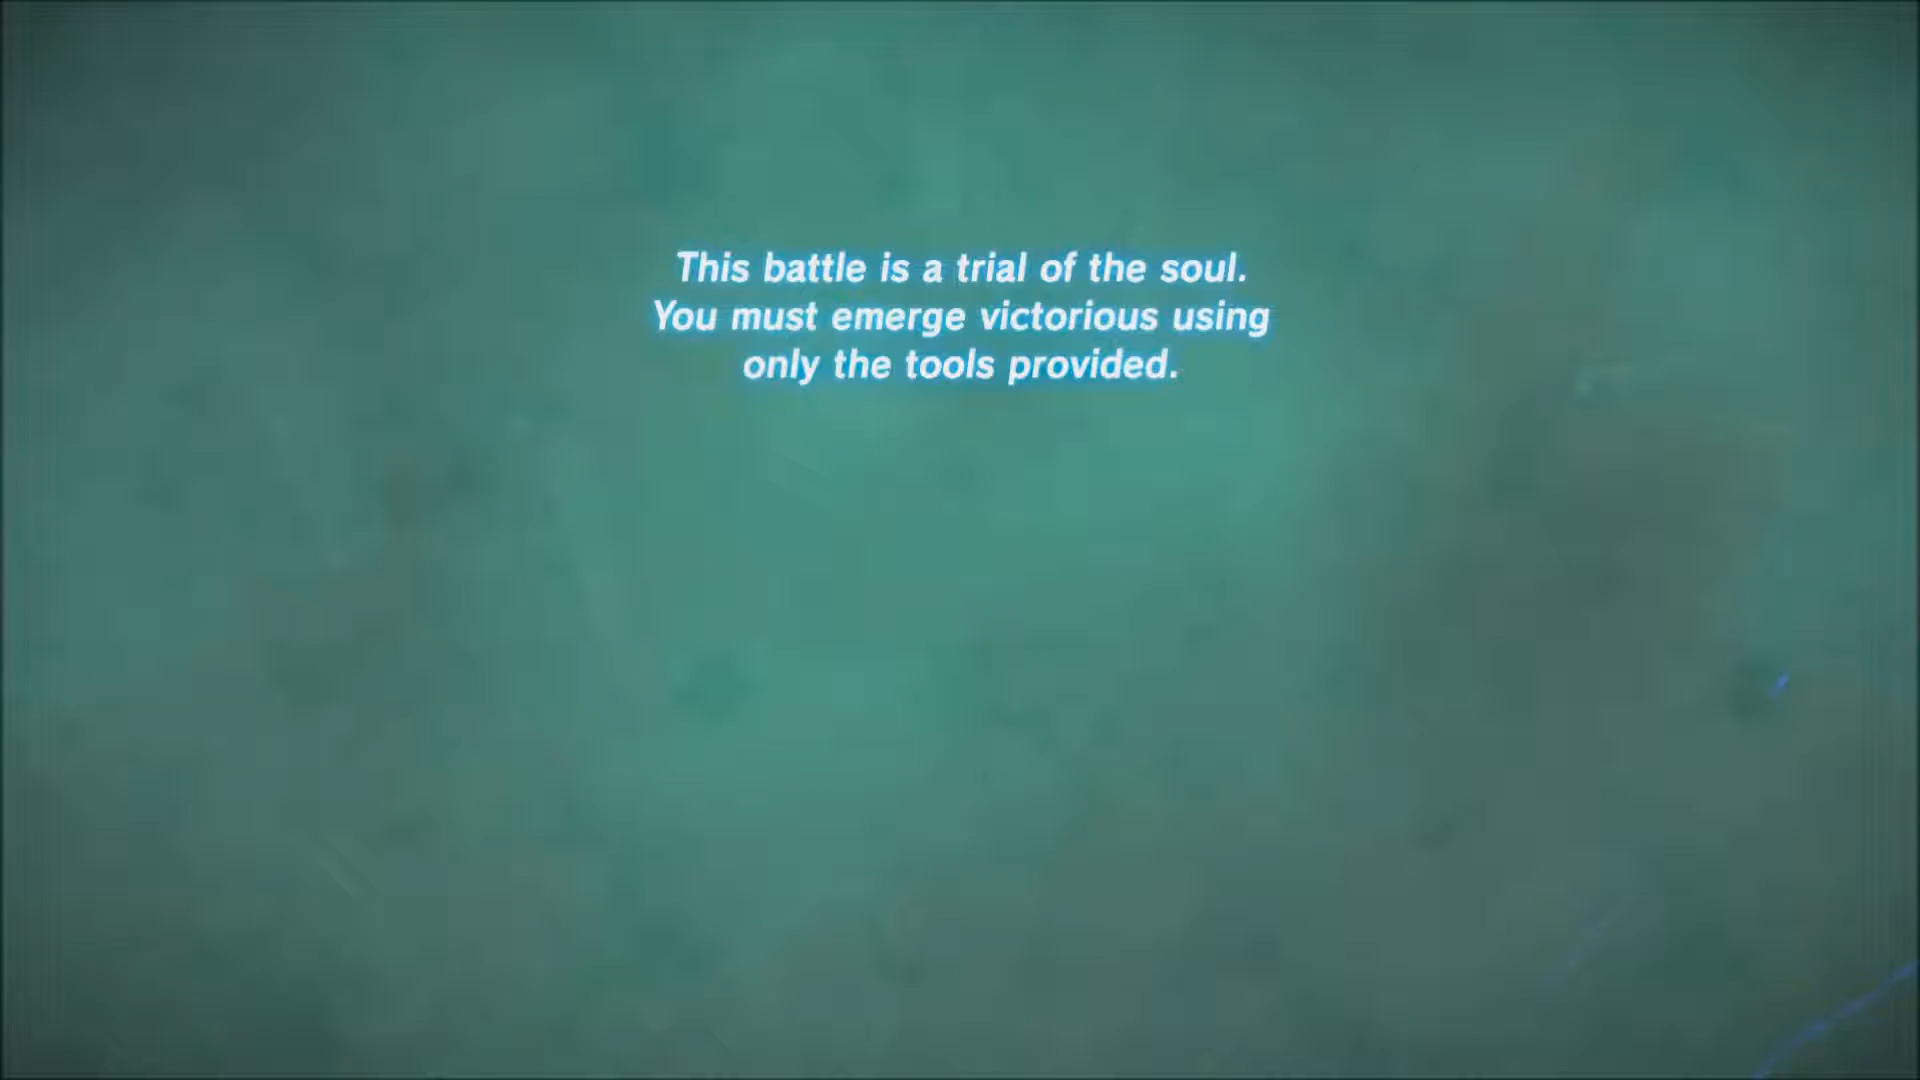 This battle is a trial of the soul.
You must emerge victorious using
only the tools provided.